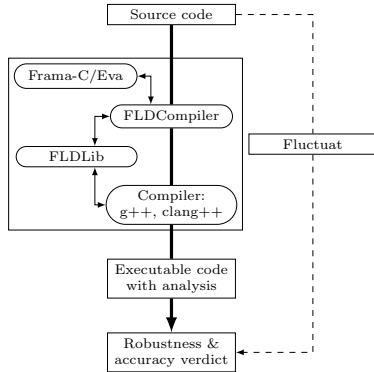 Source code
Frama-C/Eva
FLDCompiler
Fluctuat
FLDLib
Compiler:
g++, clang++
Executable code
with analysis
Robustness &
accuracy verdict